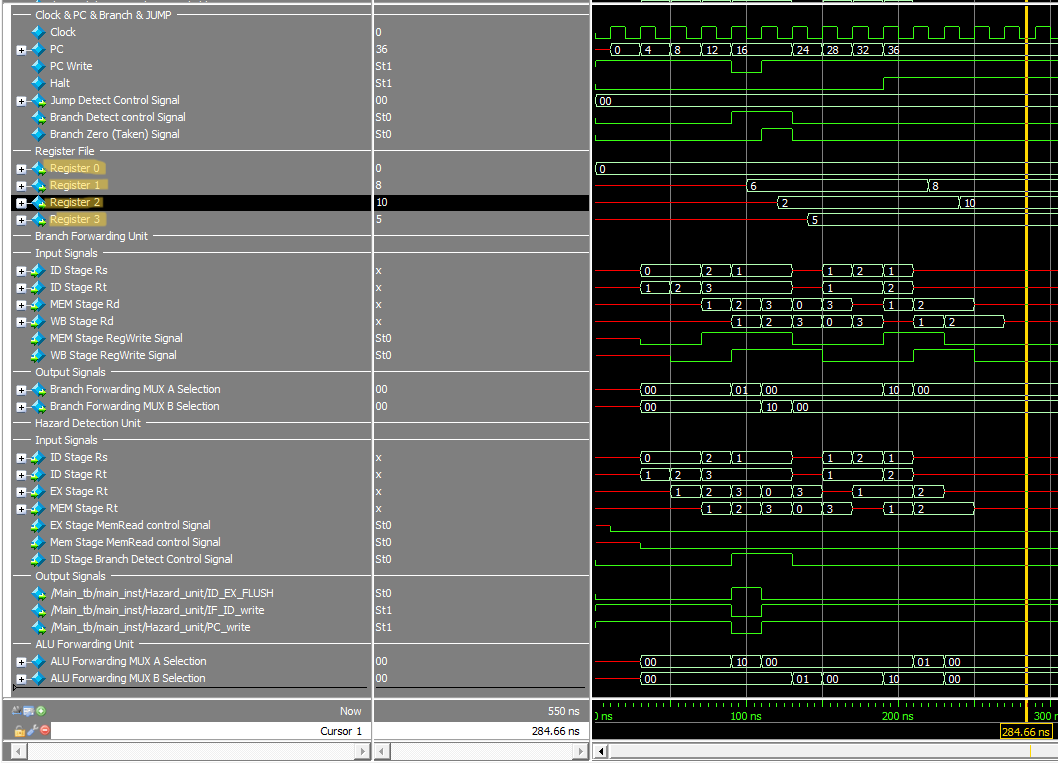 Clock & PC & Branch & JUMP
Clock 0
PC 36 0 4 8 12 16 24 28 32 36
PC Write St1
Halt St1
Jump Detect Control Signal 00 00
Branch Detect control Signal St0
Branch Zero (Taken) Signal St0
Register File
Register 0 0 0
Register 1 8 6 8
Register 2 10 2 10
Register 3 5 5
Branch Forwarding Unit
Input Signals
ID Stage Rs x 0 2 1 1 2 1
ID Stage Rt x 1 2 3 1 2
MEM Stage Rd x 1 2 3 0 3 1 2
WB Stage Rd x 1 2 3 0 3 1 2
MEM Stage RegWrite Signal St0
WB Stage RegWrite Signal St0
Output Signals
Branch Forwarding MUX A Selection 00 00 01 00 10 00
Branch Forwarding MUX B Selection 00 00 10 00
Hazard Detection Unit
Input Signals
ID Stage Rs x 0 2 1 1 2 1
ID Stage Rt x 1 2 3 1 2
EX Stage Rt x 1 2 3 0 3 1 2
MEM Stage Rt x 1 2 3 0 3 1 2
EX Stage MemRead control Signal St0
Mem Stage MemRead control Signal St0
ID Stage Branch Detect Control Signal St0
Output Signals
/Main_tb/main_inst/Hazard_unit/ID_EX_FLUSH St0
/Main_tb/main_inst/Hazard_unit/IF_ID_write St1
/Main_tb/main_inst/Hazard_unit/PC_write St1
ALU Forwarding Unit
ALU Forwarding MUX A Selection 00 00 10 00 01 00
ALU Forwarding MUX B Selection 00 00 01 00 10 00
Now 550 ns 100 ns 200 ns 300 n
Cursor 1 284.66 ns 284.66 ns